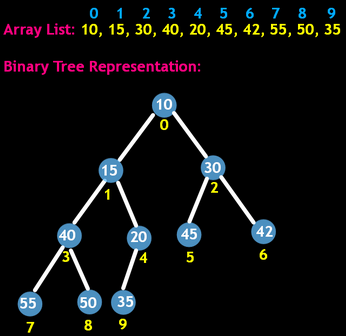 0 1 2 3 4 5 6 7 8 9
Array List: 10, 15, 30, 40, 20, 45, 42, 55, 50, 35
Binary Tree Representation:
10
0
15 30
1 2
40 20 45 42
3 4 5 6
55 50 35
7 8 9